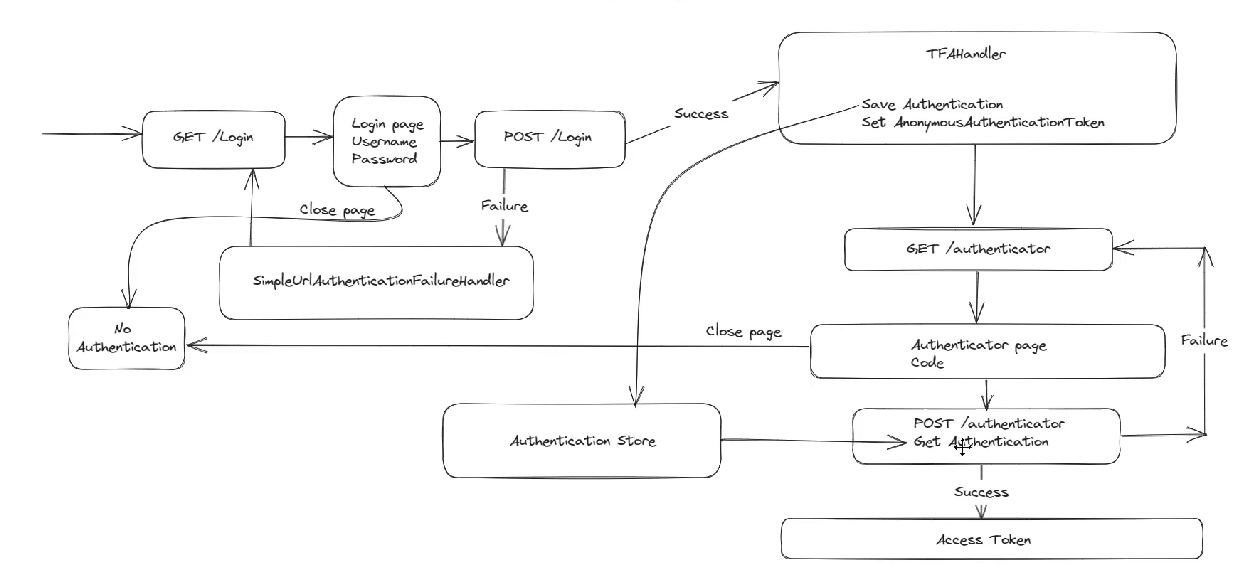 TFAHandler
Save Authentication
Set AnonymousAuthenticationToken
Success
GET /Login
Login page
Username
Password
POST /Login
Close page
Failure
SimpleUrlAuthenticationFailureHandler
No
Authentication
GET /authenticator
Close page
Authenticator page
Code
Failure
Authentication Store
POST /authenticator
Get Authentication
Success
Access Token